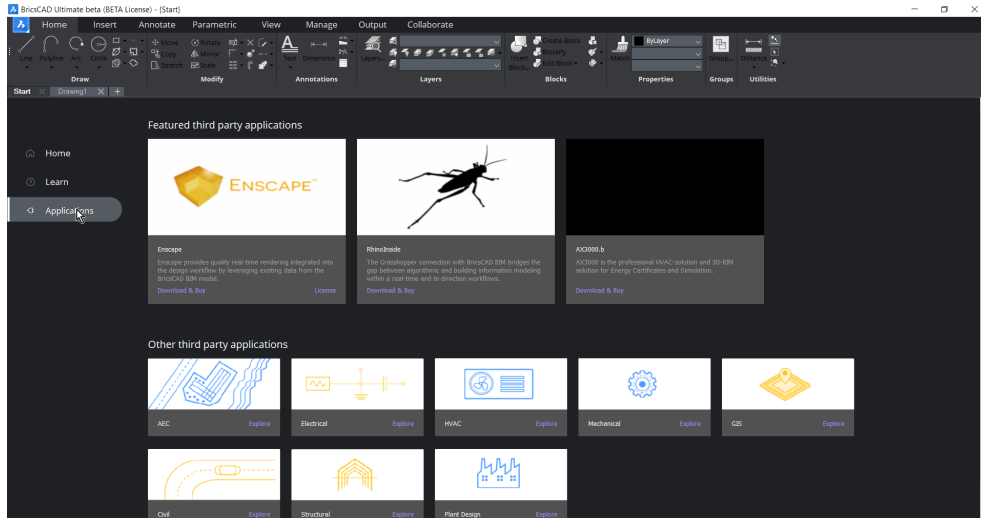 BricsCAD Ultimate beta (BETA License) - [Start]
Home Insert Annotate Parametric View Manage Output Collaborate
Move Rotate Create Block ByLayer
Copy Mirror Blockify
Line Polyline Arc Circle Stretch Scale Text Dimension Layers... Insert Block... Edit Block Match Group... Distance
Draw Modify Annotations Layers Blocks Properties Groups Utilities
Start Drawing1
Home
Learn
Applications
Featured third party applications
ENSCAPE™
Enscape
Enscape provides quality real-time rendering integrated into
the design workflow by leveraging existing data from the
BricsCAD BIM model.
Download & Buy License
RhinoInside
The Grasshopper connection with BricsCAD BIM bridges the
gap between algorithmic and building information modeling
within a real-time and bi-direction workflows.
Download & Buy
AX3000.b
AX3000 is the professional HVAC-solution and 3D-BIM
solution for Energy Certificates and Simulation.
Download & Buy
Other third party applications
AEC Explore
Electrical Explore
HVAC Explore
Mechanical Explore
GIS Explore
Civil Explore
Structural Explore
Plant Design Explore